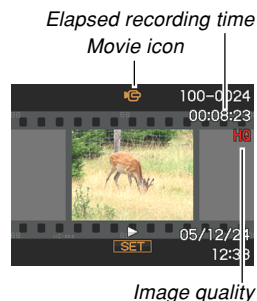 Elapsed recording time
Movie icon
100-0024
00:08:23
HQ
SET
05/12/24
12:38
Image quality